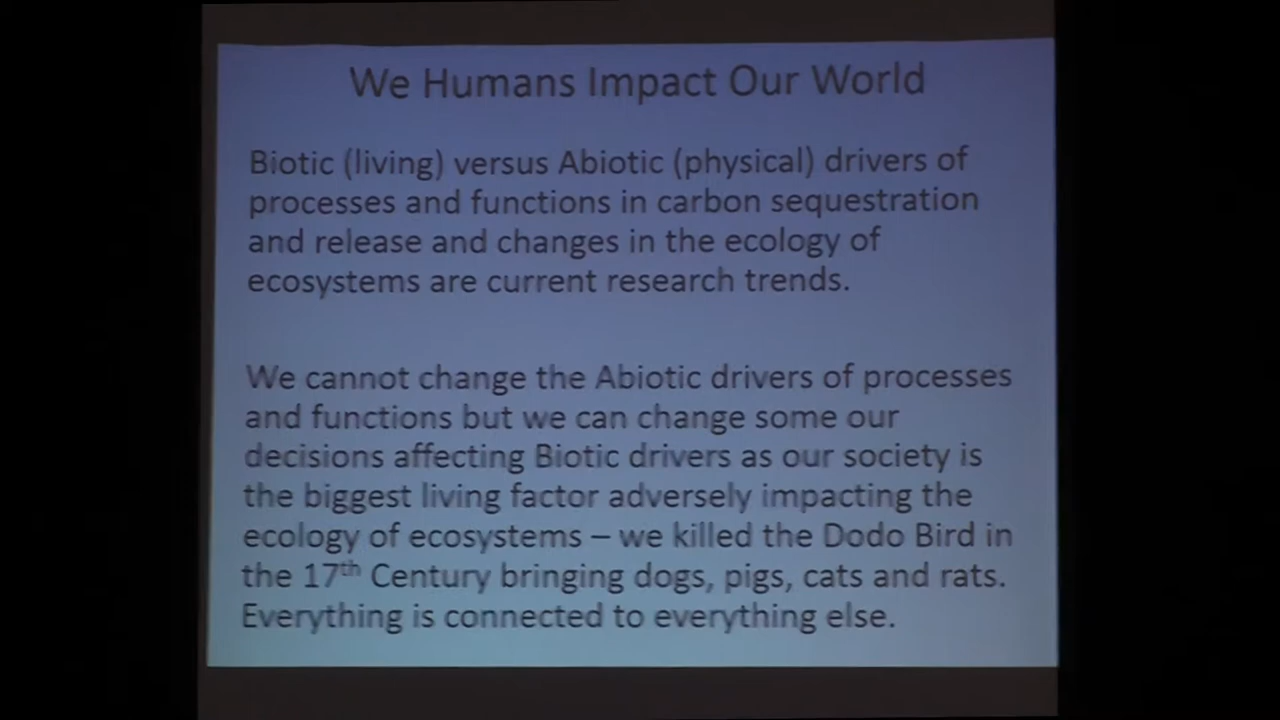 We Humans Impact Our World
Biotic (living) versus Abiotic (physical) drivers of
processes and functions in carbon sequestration
and release and changes in the ecology of
ecosystems are current research trends.
We cannot change the Abiotic drivers of processes
and functions but we can change some our
decisions affecting Biotic drivers as our society is
the biggest living factor adversely impacting the
ecology of ecosystems – we killed the Dodo Bird in
the 17th Century bringing dogs, pigs, cats and rats.
Everything is connected to everything else.